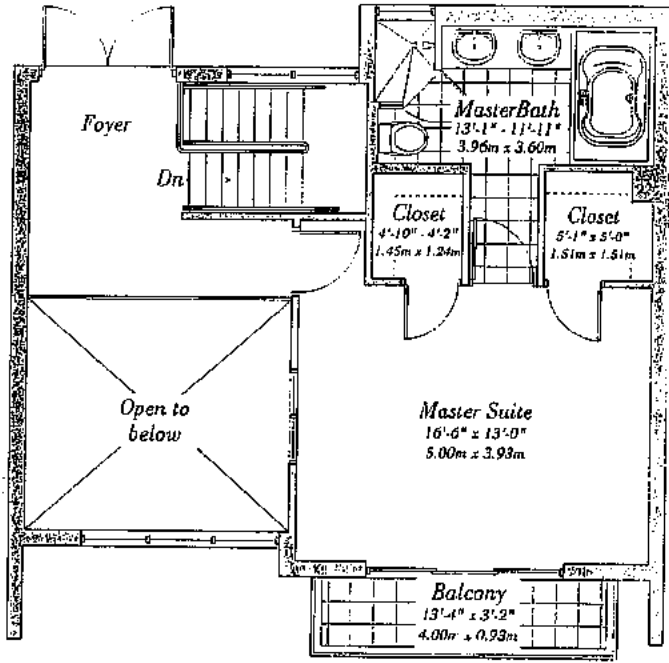 Foyer
Dn
MasterBath
13'-1" - 11'-11"
3.96m x 3.60m
Closet
4'-10" - 4'-2"
1.45m x 1.24m
Closet
5'-1" x 5'-0"
1.51m x 1.51m
Open to
below
Master Suite
16'-6" x 13'-0"
5.00m x 3.93m
Balcony
13'-4" x 3'-2"
4.00m x 0.93m